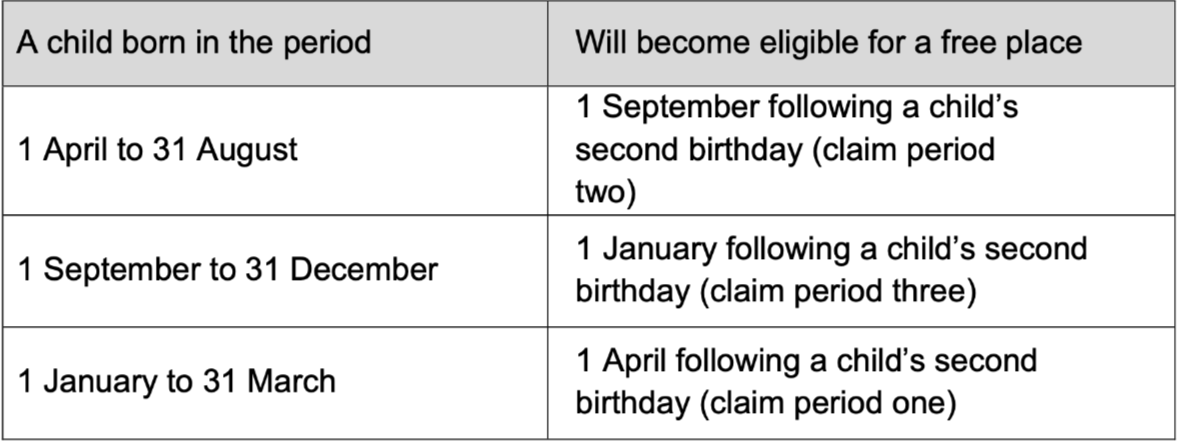 A child born in the period
Will become eligible for a free place
1 April to 31 August
1 September following a child’s
second birthday (claim period
two)
1 September to 31 December
1 January following a child’s second
birthday (claim period three)
1 January to 31 March
1 April following a child’s second
birthday (claim period one)